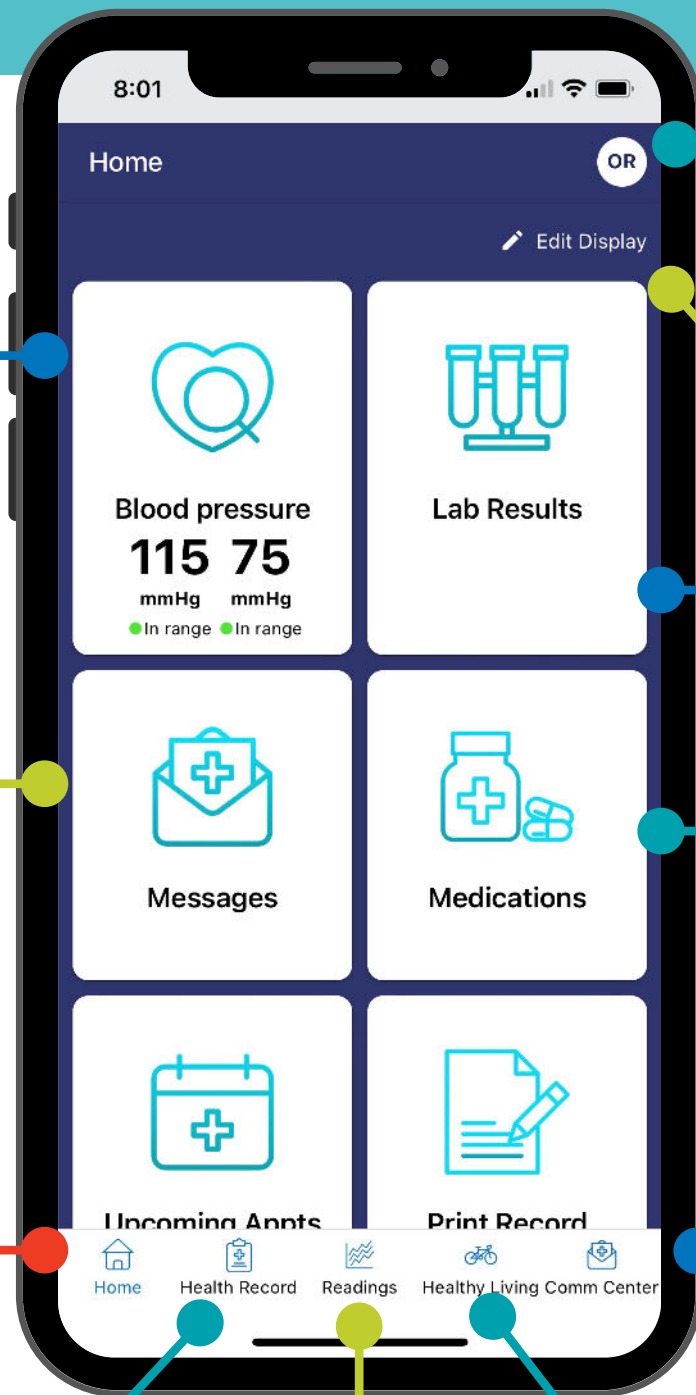 8:01
Home
OR
Edit Display
Blood pressure
115 75
mmHg mmHg
In range In range
Lab Results
Messages
Medications
Upcoming Appts
Print Record
Home
Health Record
Readings
Healthy Living
Comm Center